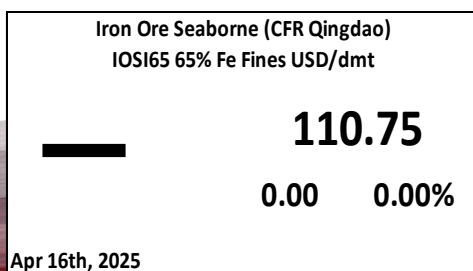 Iron Ore Seaborne (CFR Qingdao)
IOSI65 65% Fe Fines USD/dmt
110.75
0.00 0.00%
Apr 16th, 2025